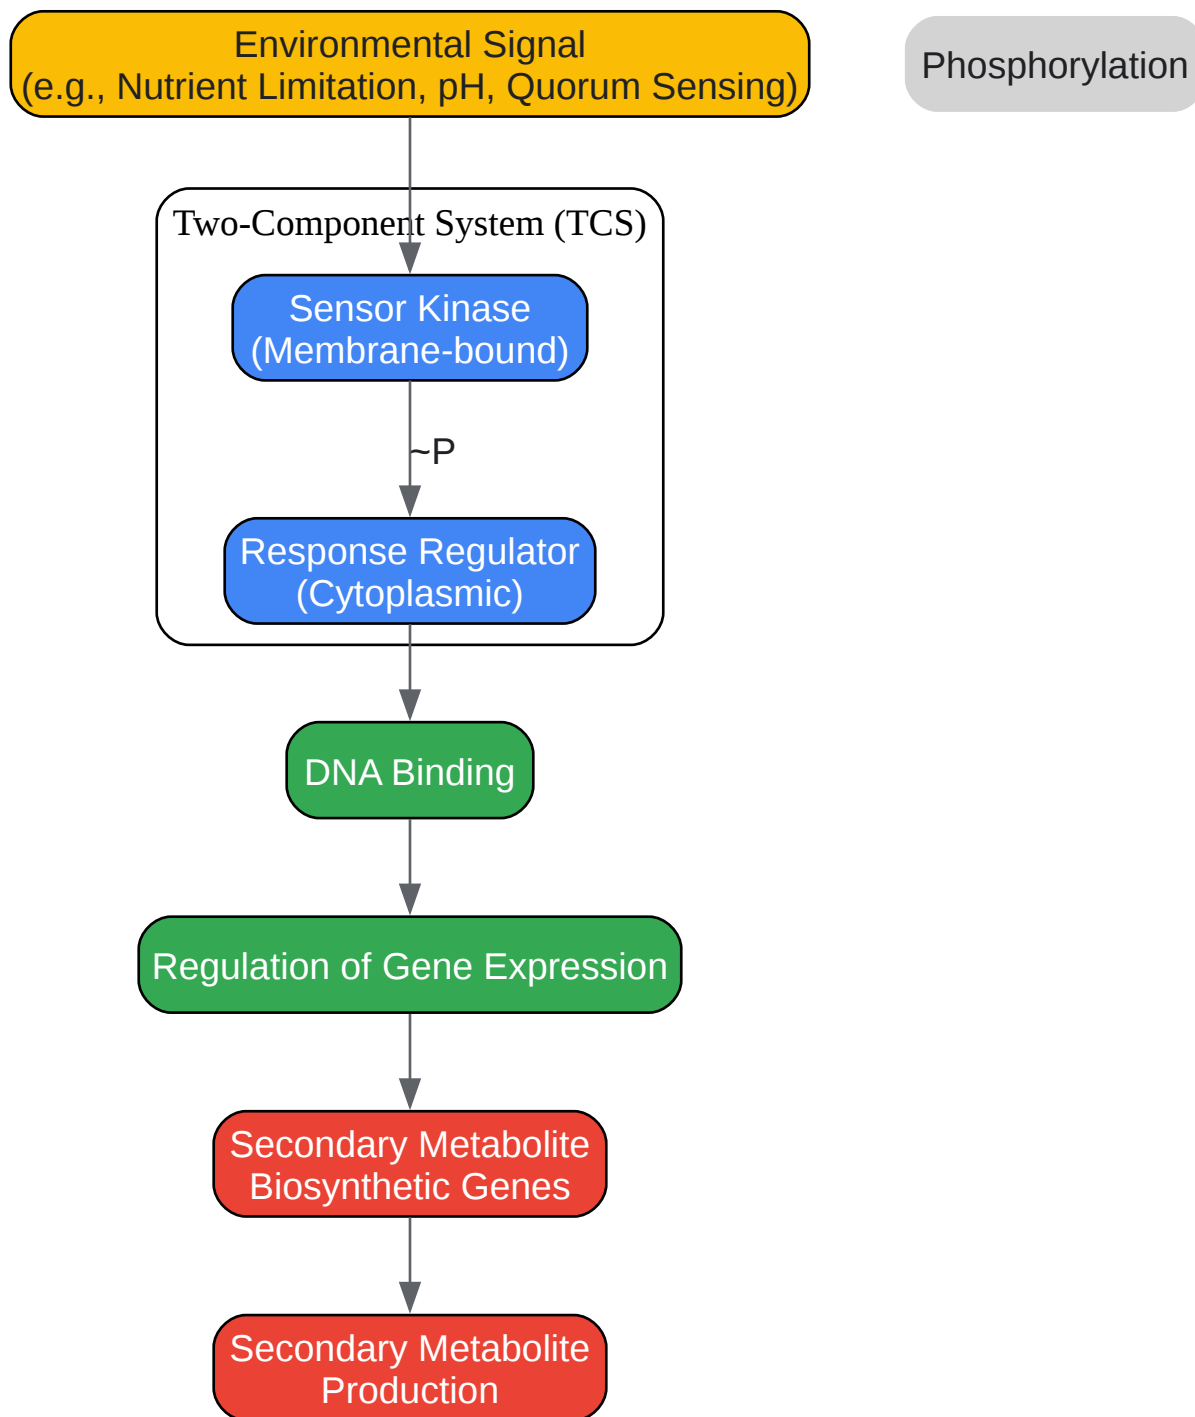 Environmental Signal
(e.g., Nutrient Limitation, pH, Quorum Sensing)
Phosphorylation
Two-Component System (TCS)
Sensor Kinase
(Membrane-bound)
~P
Response Regulator
(Cytoplasmic)
DNA Binding
Regulation of Gene Expression
Secondary Metabolite
Biosynthetic Genes
Secondary Metabolite
Production